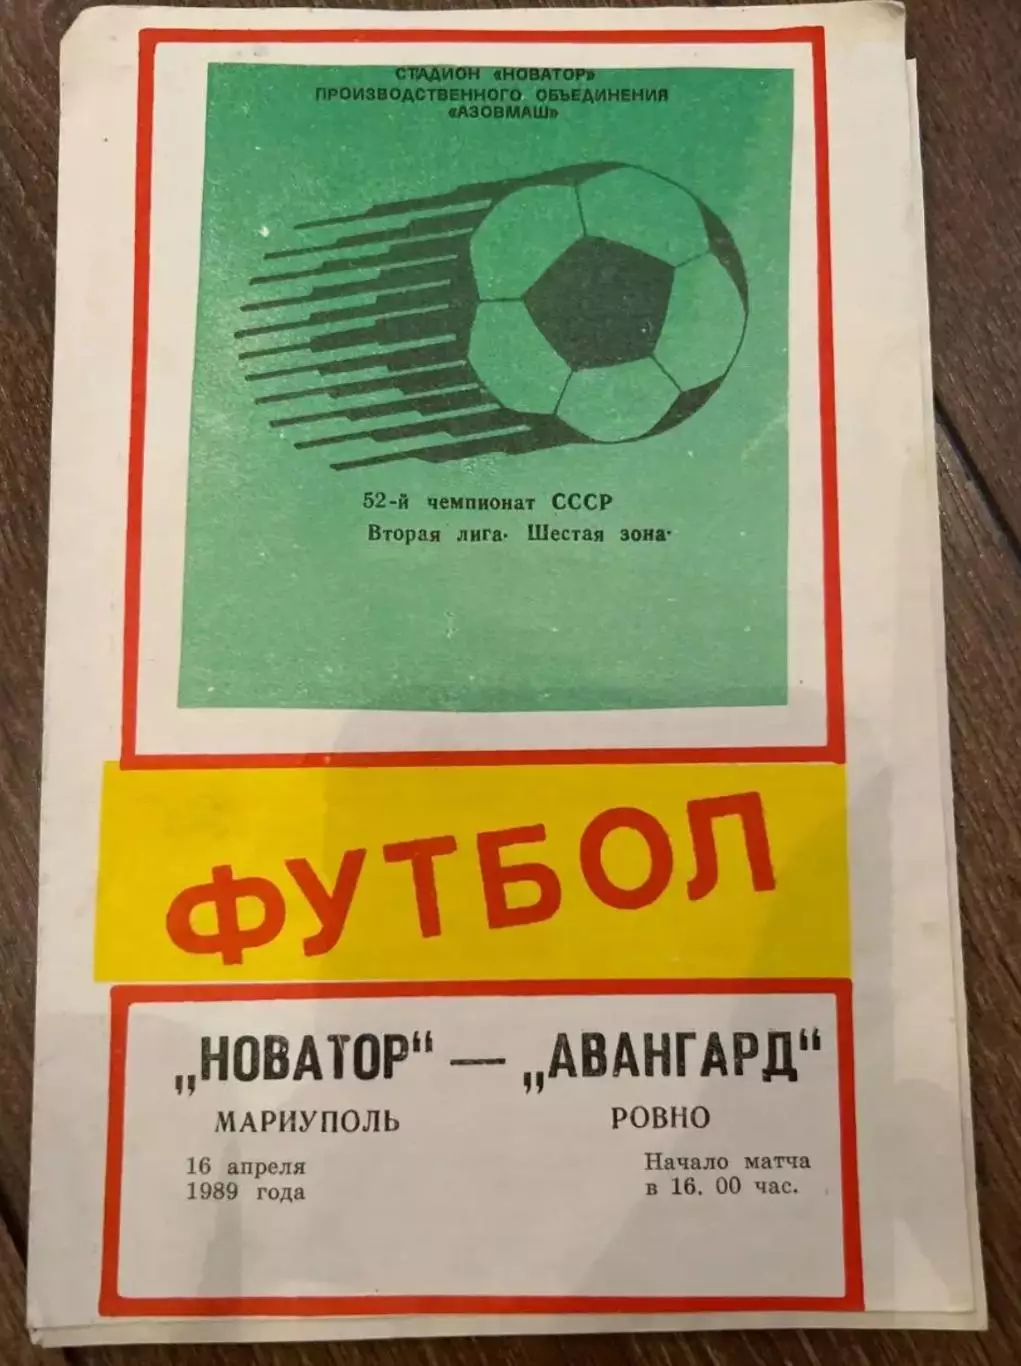 СТАДИОН «НОВАТОР»
ПРОИЗВОДСТВЕННОГО ОБЪЕДИНЕНИЯ
«АЗОВМАШ»
52-й чемпионат СССР
Вторая лига. Шестая зона.
ФУТБОЛ
„НОВАТОР“ — „АВАНГАРД“
МАРИУПОЛЬ РОВНО
16 апреля Начало матча
1989 года в 16. 00 час.